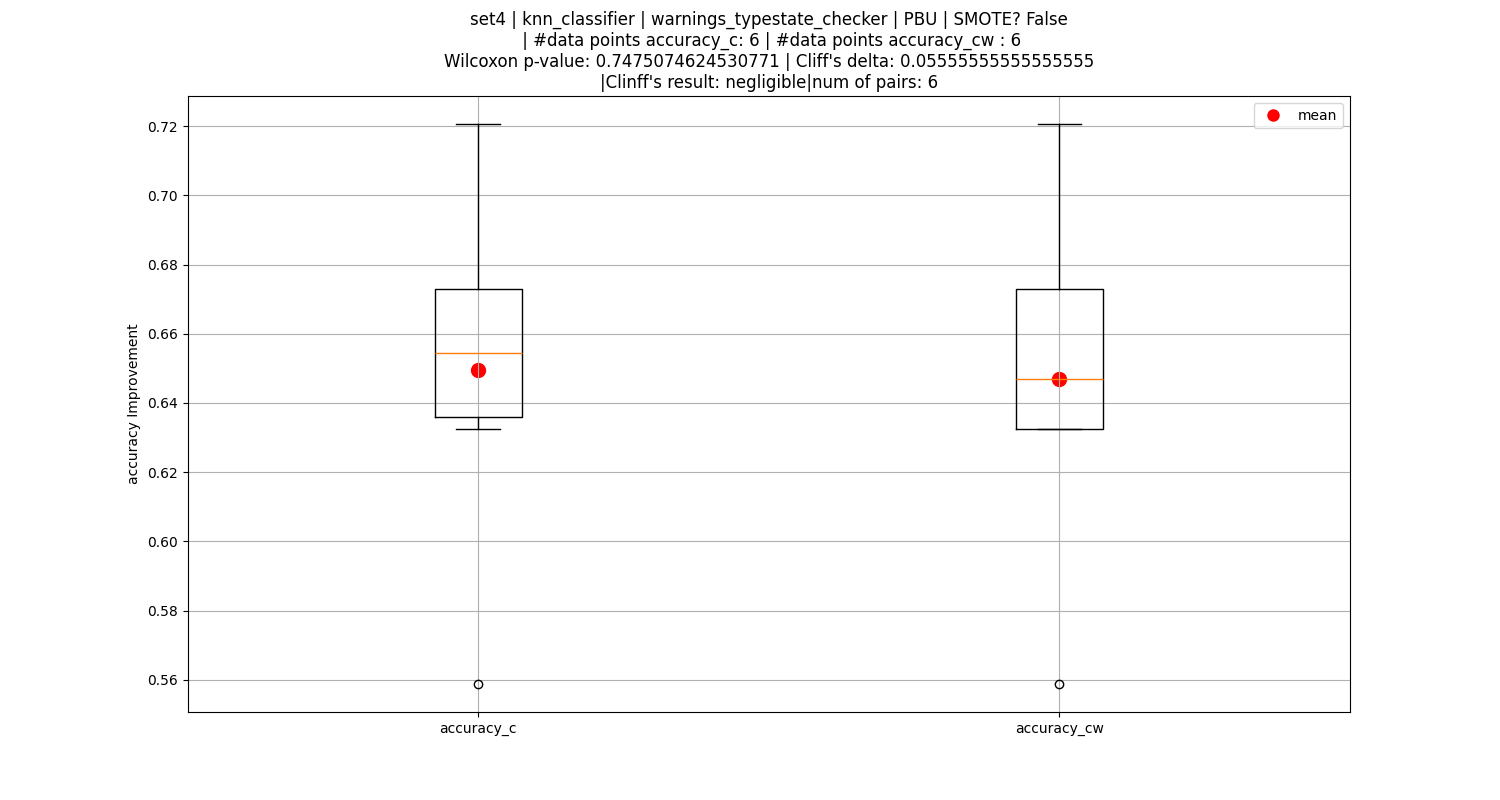 set4 | knn_classifier | warnings_typestate_checker | PBU | SMOTE? False
| #data points accuracy_c: 6 | #data points accuracy_cw : 6
Wilcoxon p-value: 0.7475074624530771 | Cliff's delta: 0.05555555555555555
|Clinff's result: negligible|num of pairs: 6
mean
0.72
0.70
0.68
0.66
0.64
0.62
0.60
0.58
0.56
accuracy Improvement
accuracy_c
accuracy_cw